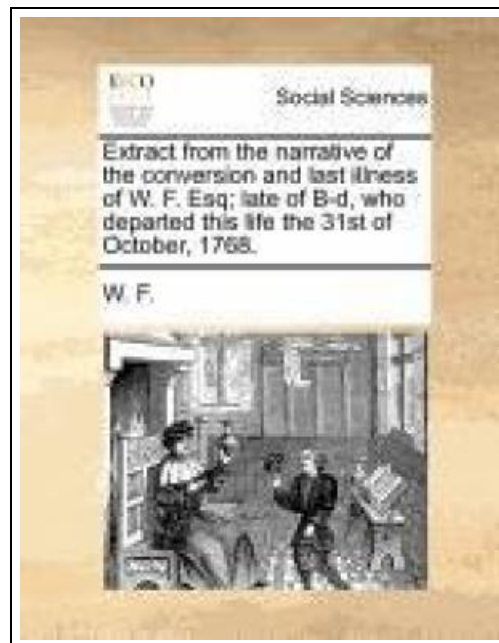 ECCO
Social Sciences
Extract from the narrative of
the conversion and last illness
of W. F. Esq; late of B-d, who
departed this life the 31st of
October, 1768.
W. F.